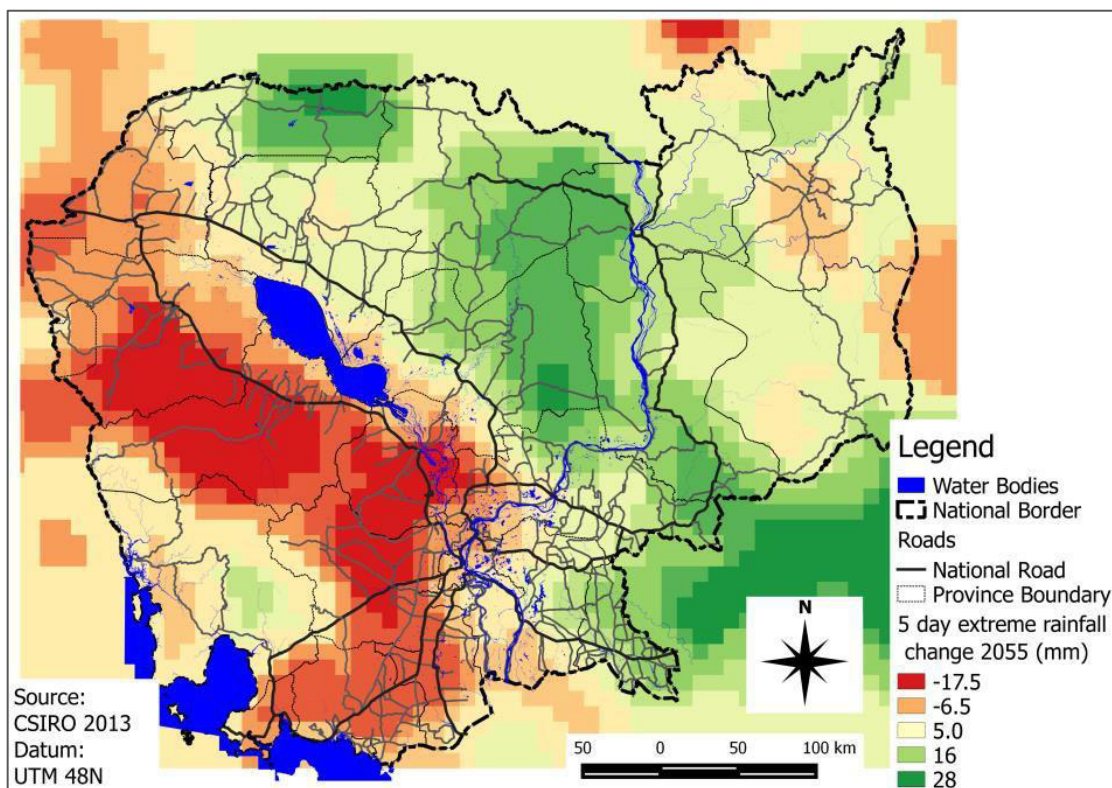 Legend
Water Bodies
National Border
Roads
National Road
Province Boundary
5 day extreme rainfall
change 2055 (mm)
-17.5
-6.5
5.0
16
28
N
Source:
CSIRO 2013
Datum:
UTM 48N
50 0 50 100 km